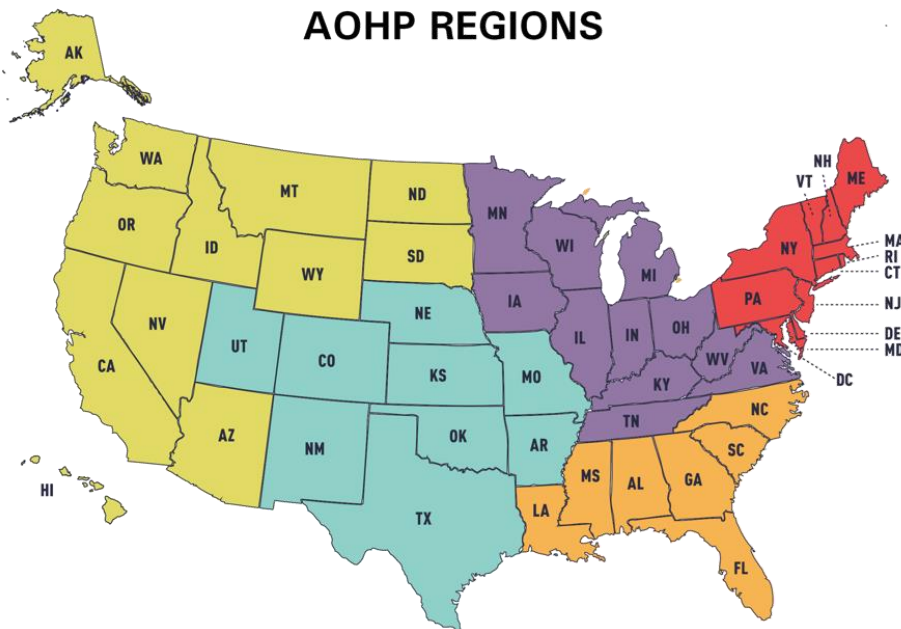 AOHP REGIONS
AK
WA
MT
ND
MN
NH
VT
ME
OR
ID
SD
WI
MI
NY
MA
RI
CT
WY
IA
PA
NJ
NE
NV
UT
CO
IL
IN
OH
DE
MD
CA
KS
MO
WV
VA
DC
KY
AZ
NM
OK
AR
TN
NC
SC
HI
TX
LA
MS
AL
GA
FL